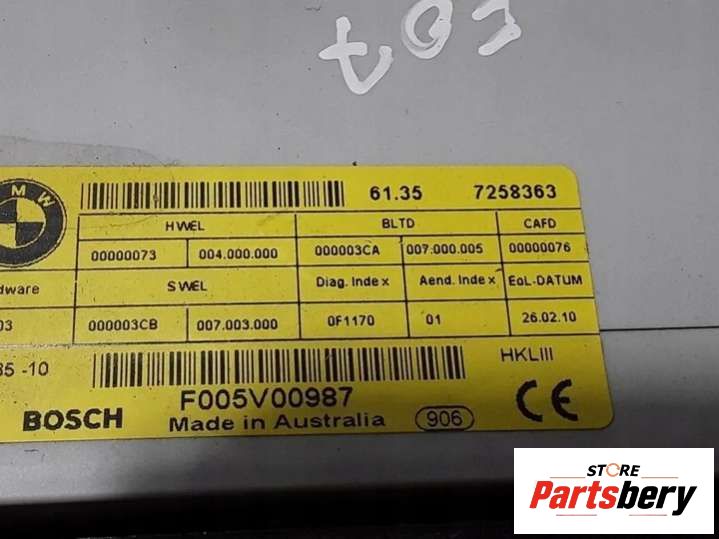 F07
M W
61.35 7258363
HWEL BLTD CAFD
00000073 004.000.000 000003CA 007.000.005 00000076
dware SWEL Diag. Index Aend. Index EoL-DATUM
03 000003CB 007.003.000 0F1170 01 26.02.10
35 -10 HKLIII
F005V00987
BOSCH Made in Australia 906 CE
STORE
Partsbery